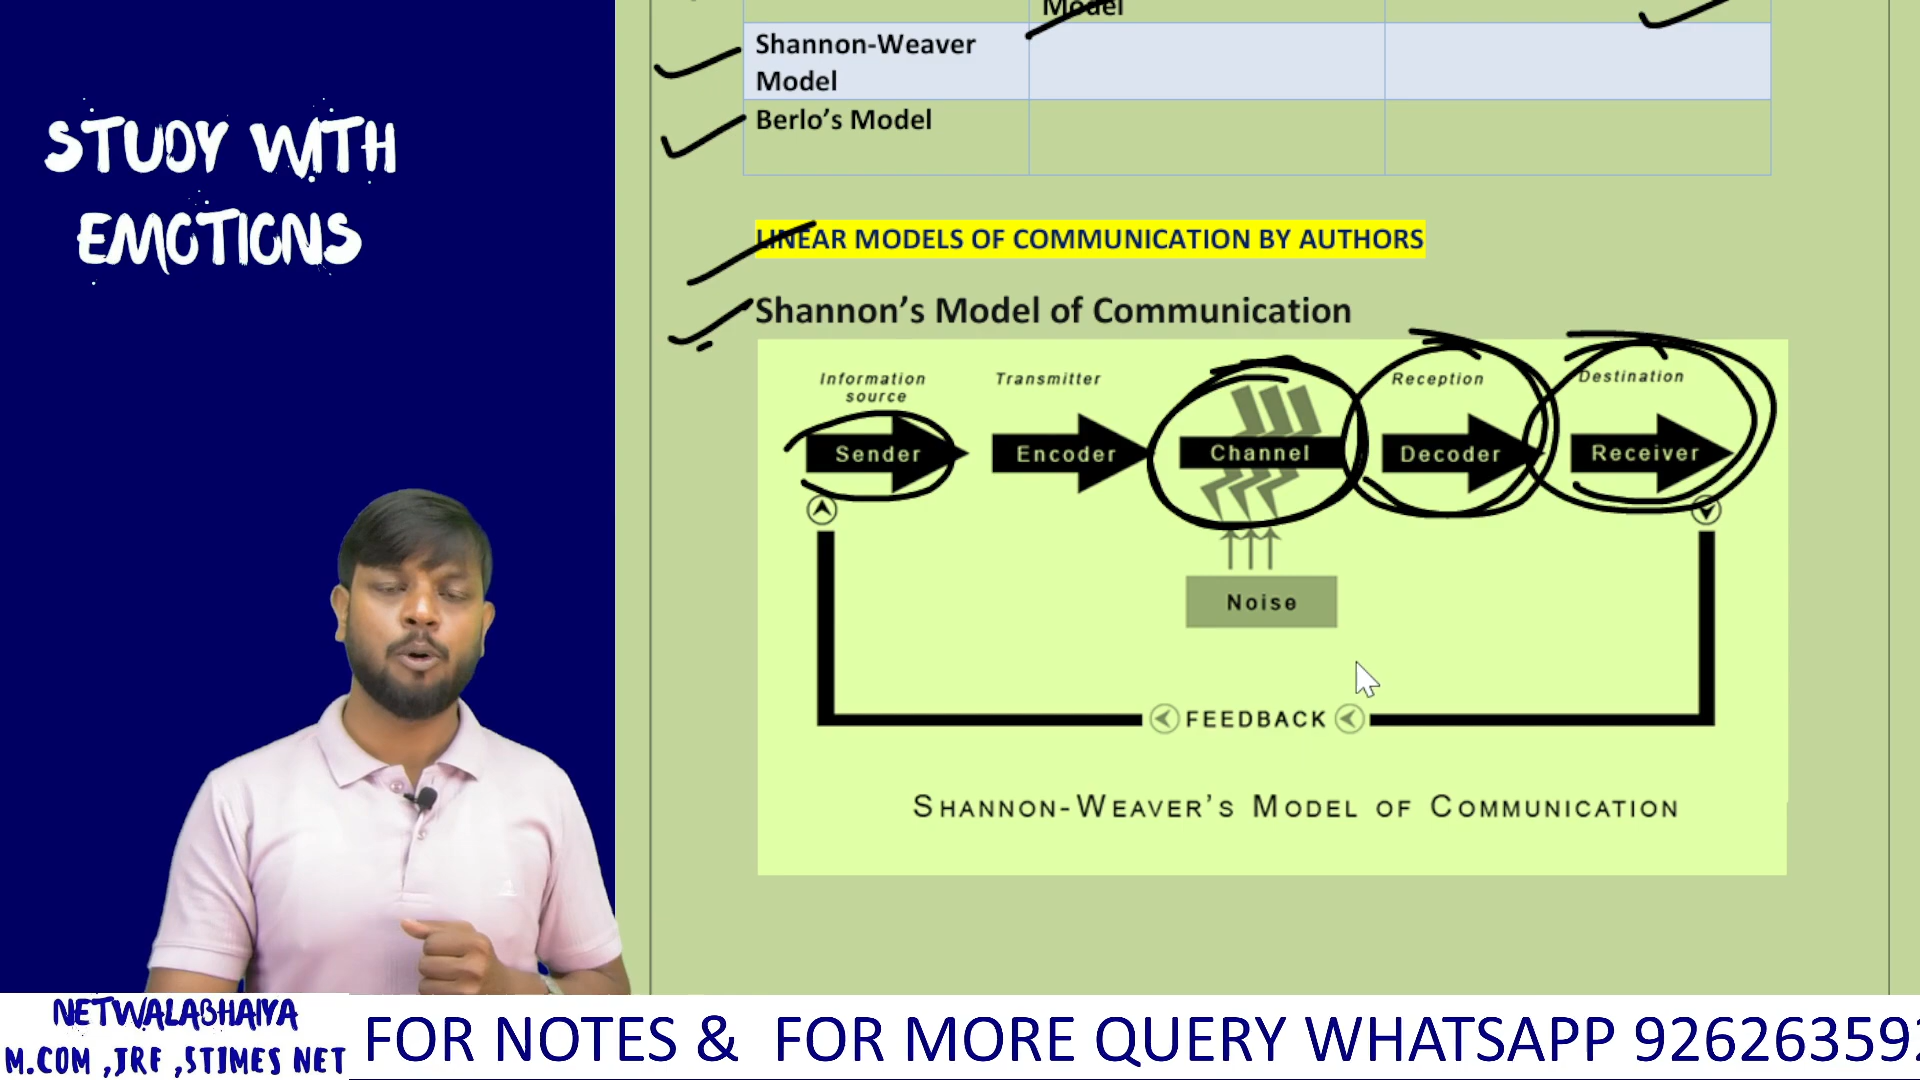 STUDY WITH
EMOTIONS
Model
Shannon-Weaver
Model
Berlo's Model
LINEAR MODELS OF COMMUNICATION BY AUTHORS
Shannon's Model of Communication
Information
source
Transmitter
Reception
Destination
Sender
Encoder
Channel
Decoder
Receiver
Noise
FEEDBACK
SHANNON-WEAVER'S MODEL OF COMMUNICATION
NETWALABHAIYA
M.COM ,JRF ,5TIMES NET
FOR NOTES & FOR MORE QUERY WHATSAPP 92626359